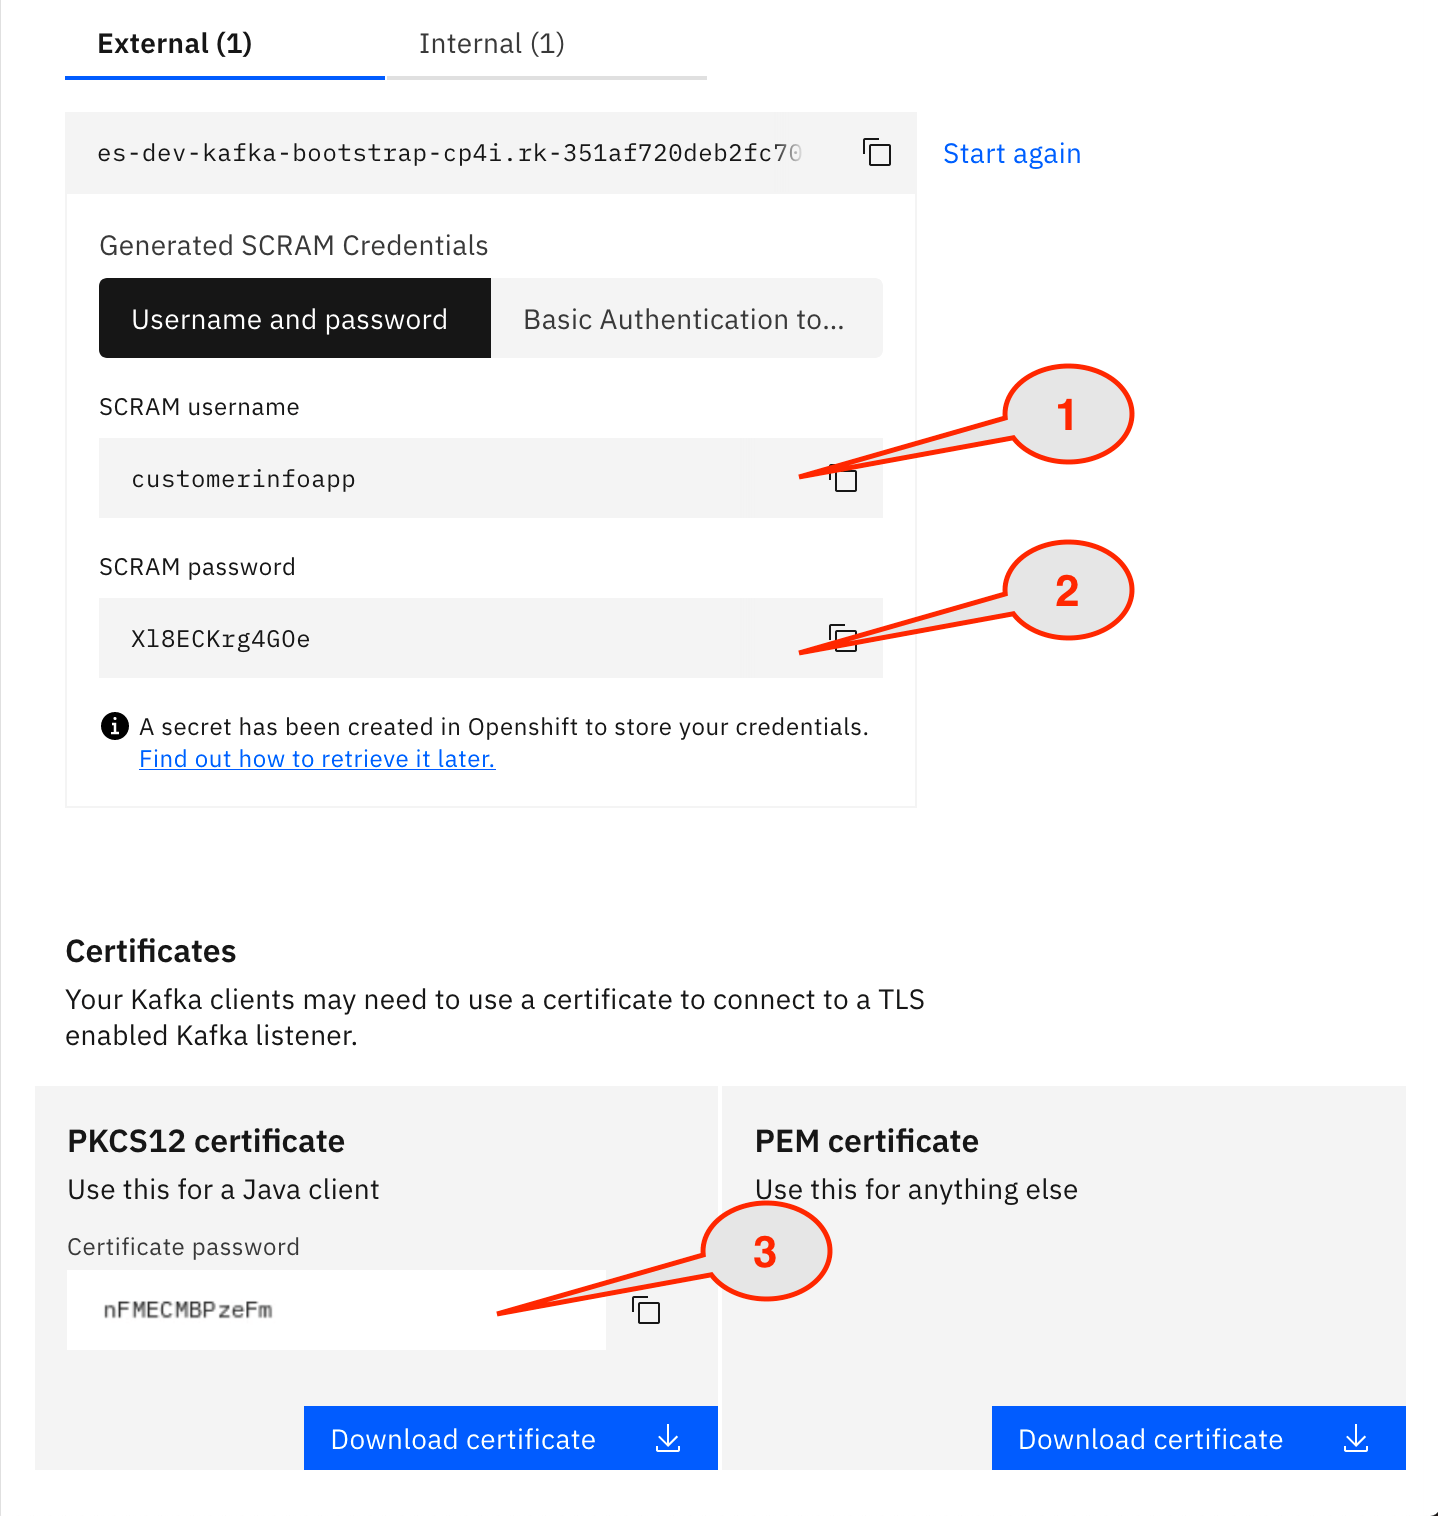 External (1)
Internal (1)
es-dev-kafka-bootstrap-cp4i.rk-351af720deb2fc70
Start again
Generated SCRAM Credentials
Username and password
Basic Authentication to...
SCRAM username
1
customerinfoapp
SCRAM password
2
Xl8ECKrg4GOe
A secret has been created in Openshift to store your credentials.
Find out how to retrieve it later.
Certificates
Your Kafka clients may need to use a certificate to connect to a TLS
enabled Kafka listener.
PKCS12 certificate
Use this for a Java client
Certificate password
3
nFMECMBPzeFm
Download certificate
PEM certificate
Use this for anything else
Download certificate